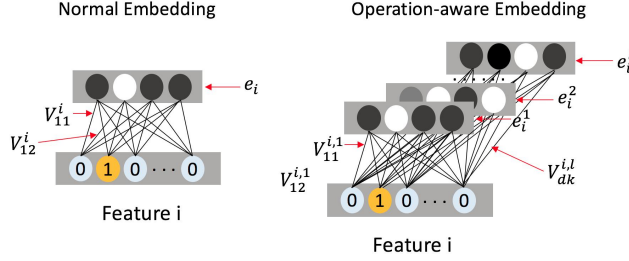 Normal Embedding
e_i
V_{11}^{i}
V_{12}^{i}
0 1 0 ··· 0
Feature i
Operation-aware Embedding
e_i
e_i^2
e_i^1
V_{11}^{i,1}
V_{12}^{i,1}
V_{dk}^{i,l}
0 1 0 ··· 0
Feature i